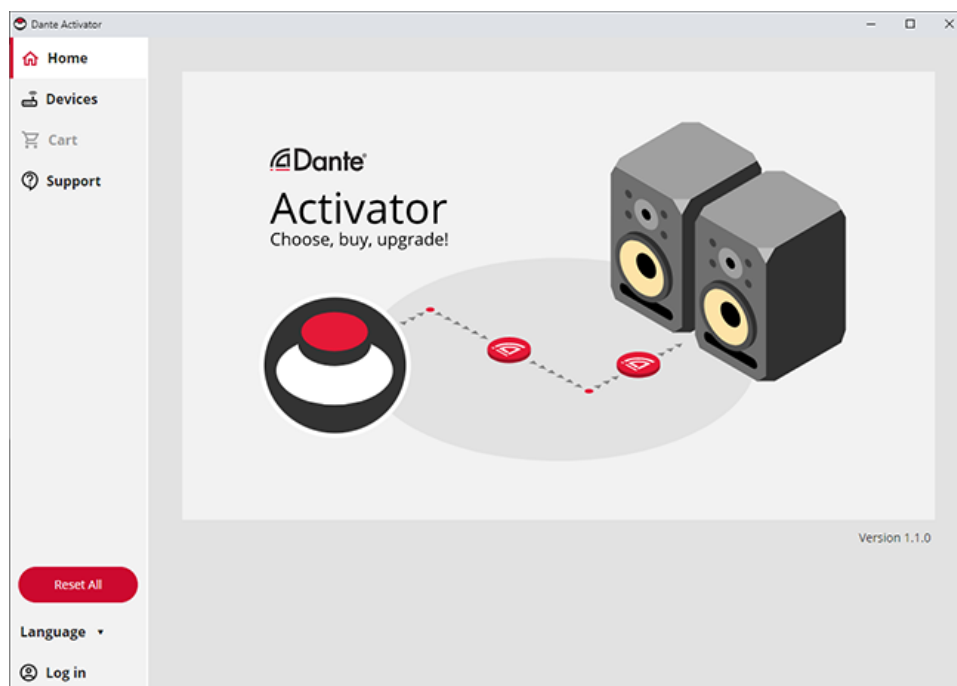 Dante Activator
Home
Devices
Cart
Support
Dante®
Activator
Choose, buy, upgrade!
Version 1.1.0
Reset All
Language
Log in